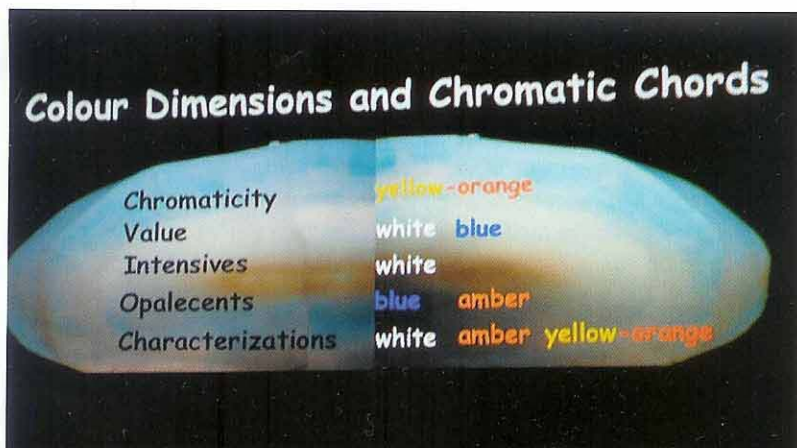 Colour Dimensions and Chromatic Chords
Chromaticity yellow-orange
Value white blue
Intensives white
Opalecents blue amber
Characterizations white amber yellow-orange